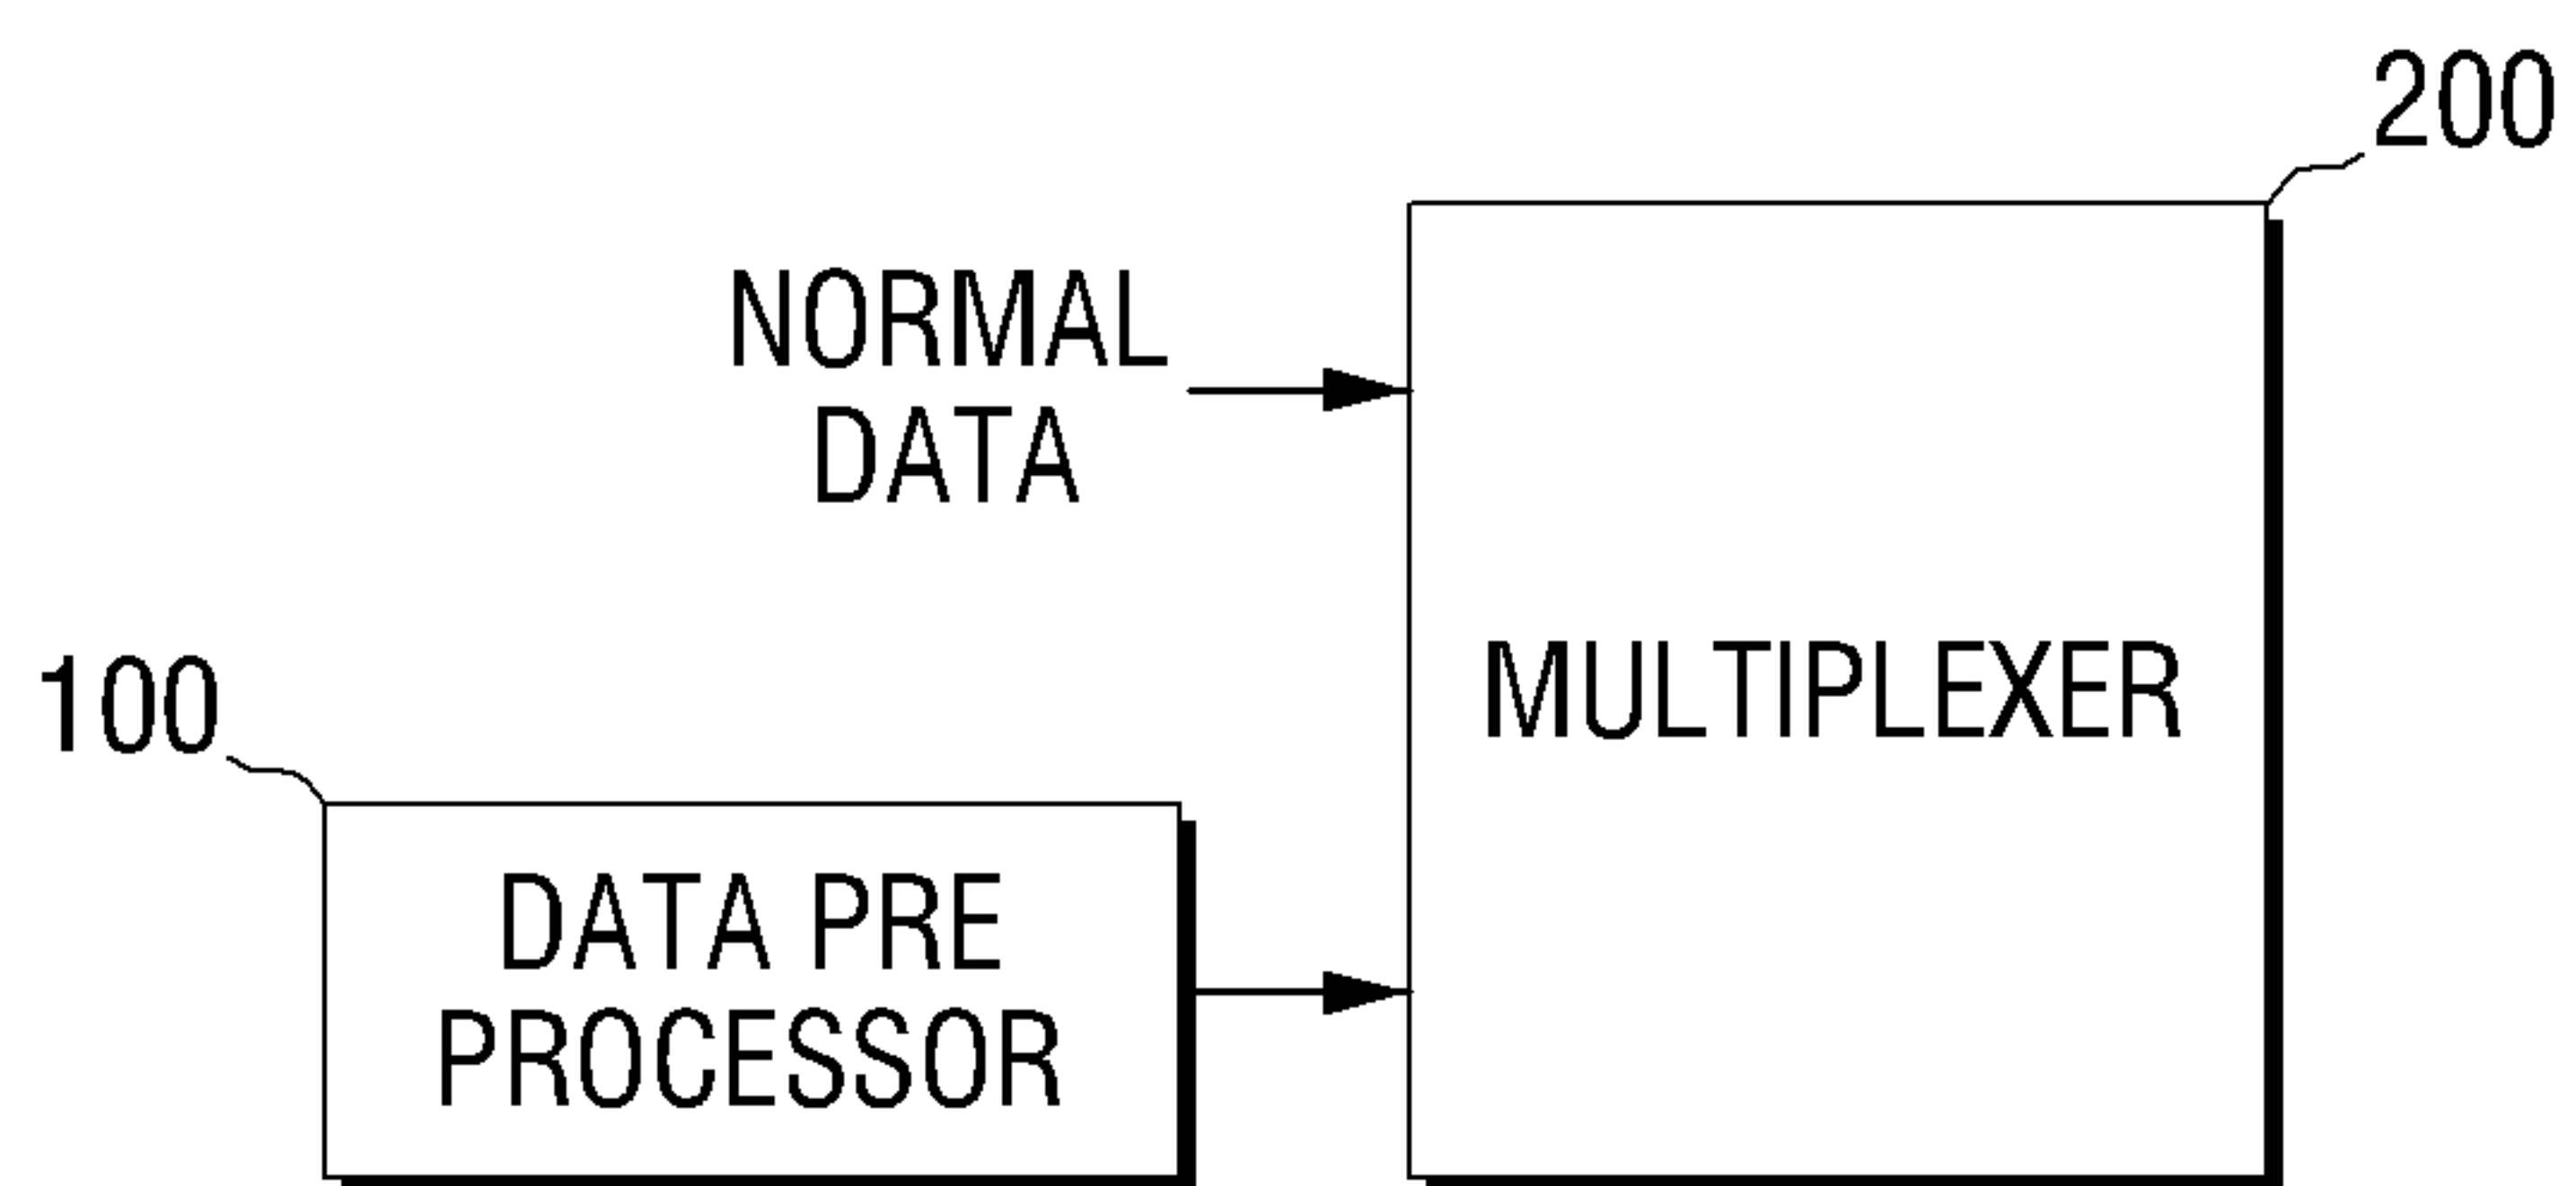 200
NORMAL
DATA
MULTIPLEXER
100
DATA PRE
PROCESSOR